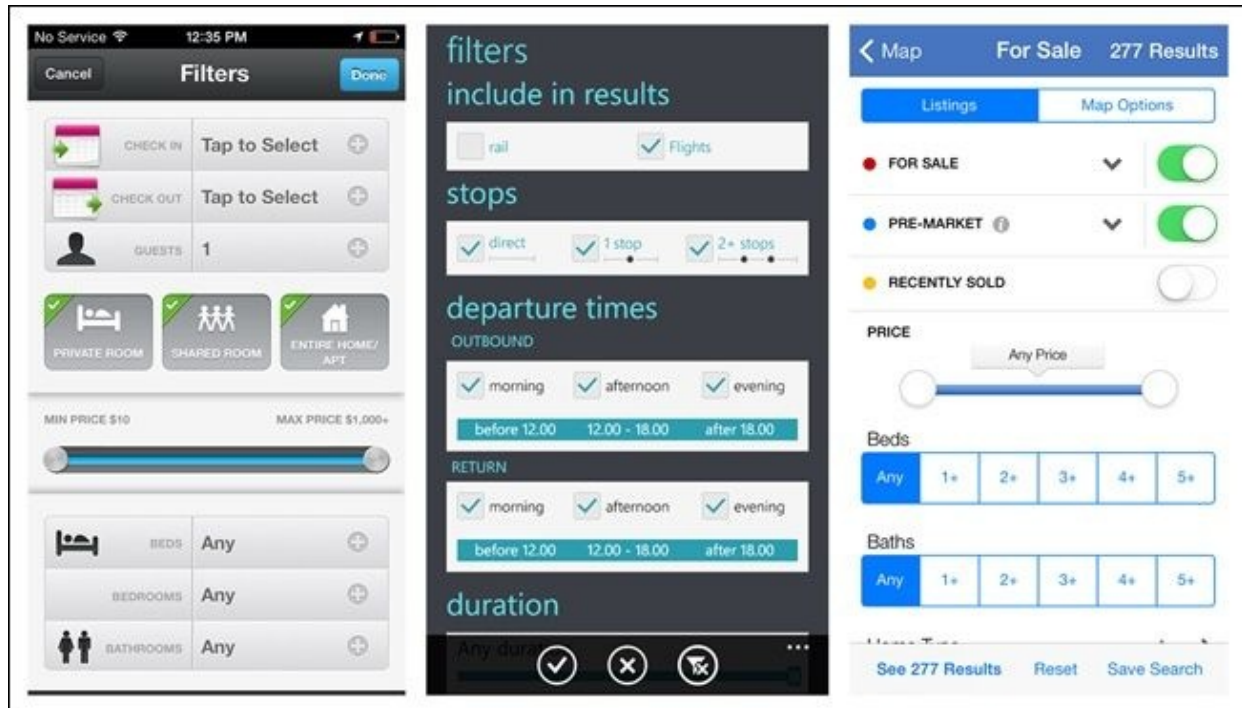 No Service 12:35 PM
Cancel Filters Done
CHECK IN Tap to Select
CHECK OUT Tap to Select
GUESTS 1
PRIVATE ROOM SHARED ROOM ENTIRE HOME/
APT
MIN PRICE $10 MAX PRICE $1,000+
BEDS Any
BEDROOMS Any
BATHROOMS Any
filters
include in results
rail Flights
stops
direct 1 stop 2+ stops
departure times
OUTBOUND
morning afternoon evening
before 12.00 12.00 - 18.00 after 18.00
RETURN
morning afternoon evening
before 12.00 12.00 - 18.00 after 18.00
duration
Any duration
Map For Sale 277 Results
Listings Map Options
FOR SALE
PRE-MARKET
RECENTLY SOLD
PRICE
Any Price
Beds
Any 1+ 2+ 3+ 4+ 5+
Baths
Any 1+ 2+ 3+ 4+ 5+
See 277 Results Reset Save Search